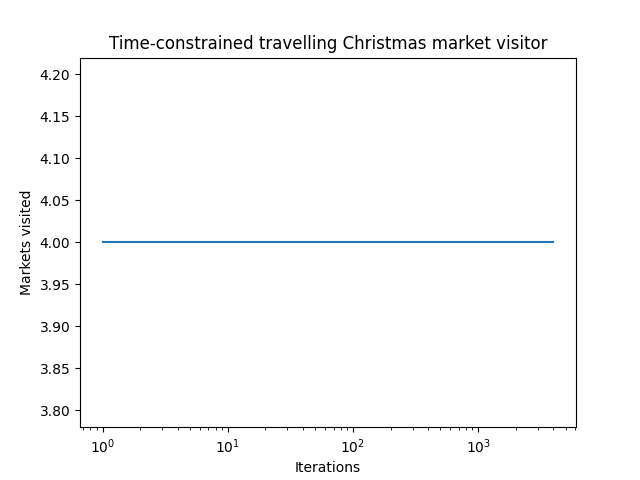 Time-constrained travelling Christmas market visitor
4.20
4.15
4.10
4.05
4.00
3.95
3.90
3.85
3.80
Markets visited
10⁰ 10¹ 10² 10³
Iterations